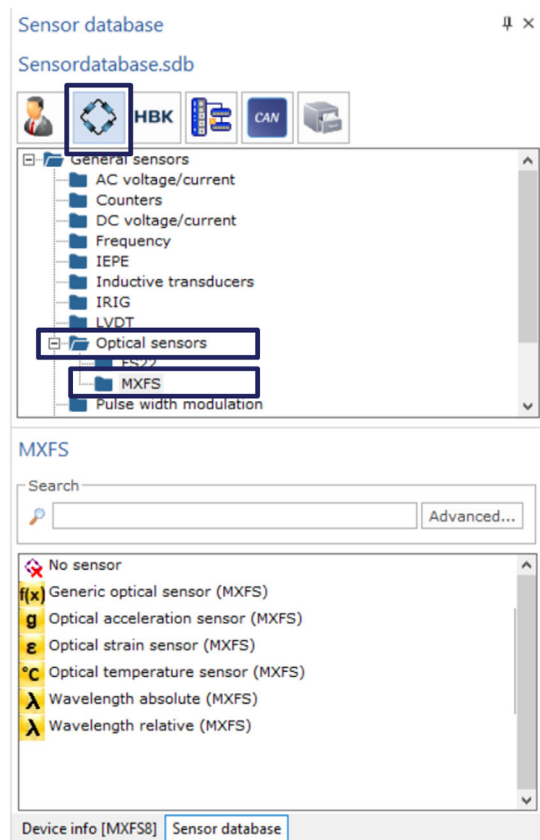 Sensor database
Sensordatabase.sdb
HBK
CAN
General sensors
AC voltage/current
Counters
DC voltage/current
Frequency
IEPE
Inductive transducers
IRIG
LVDT
Optical sensors
FS22
MXFS
Pulse width modulation
MXFS
Search
Advanced...
No sensor
f(x) Generic optical sensor (MXFS)
g Optical acceleration sensor (MXFS)
ε Optical strain sensor (MXFS)
°C Optical temperature sensor (MXFS)
λ Wavelength absolute (MXFS)
λ Wavelength relative (MXFS)
Device info [MXFS8] Sensor database